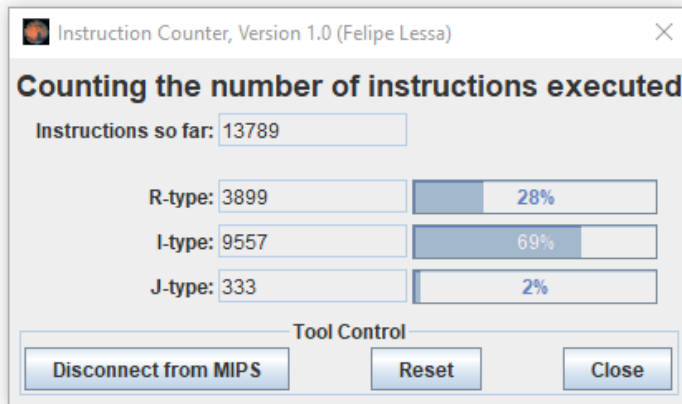 Instruction Counter, Version 1.0 (Felipe Lessa)
Counting the number of instructions executed
Instructions so far: 13789
R-type: 3899 28%
I-type: 9557 69%
J-type: 333 2%
Tool Control
Disconnect from MIPS Reset Close